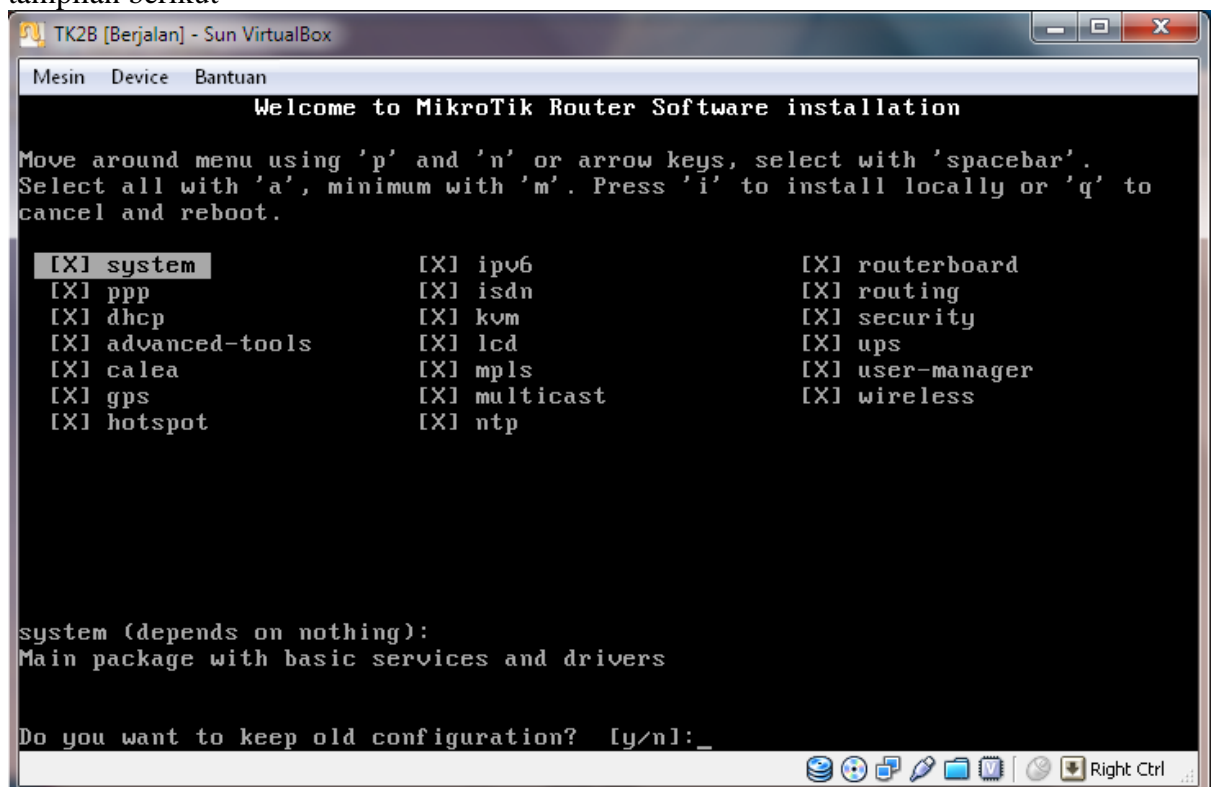 tampilan berikut
TK2B [Berjalan] - Sun VirtualBox
Mesin Device Bantuan
Welcome to MikroTik Router Software installation
Move around menu using 'p' and 'n' or arrow keys, select with 'spacebar'.
Select all with 'a', minimum with 'm'. Press 'i' to install locally or 'q' to
cancel and reboot.
[X] system [X] ipv6 [X] routerboard
[X] ppp [X] isdn [X] routing
[X] dhcp [X] kvm [X] security
[X] advanced-tools [X] lcd [X] ups
[X] calea [X] mpls [X] user-manager
[X] gps [X] multicast [X] wireless
[X] hotspot [X] ntp
system (depends on nothing):
Main package with basic services and drivers
Do you want to keep old configuration? [y/n]:_
Right Ctrl